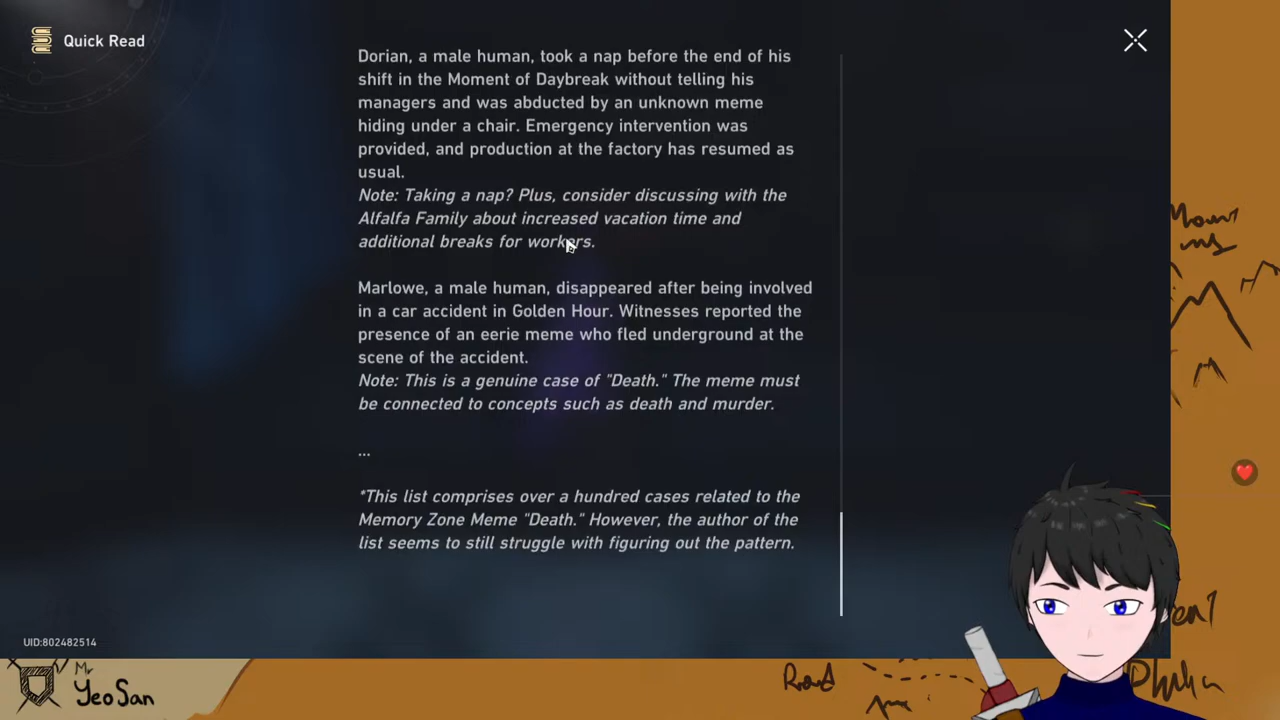 Quick Read
Dorian, a male human, took a nap before the end of his
shift in the Moment of Daybreak without telling his
managers and was abducted by an unknown meme
hiding under a chair. Emergency intervention was
provided, and production at the factory has resumed as
usual.
Note: Taking a nap? Plus, consider discussing with the
Alfalfa Family about increased vacation time and
additional breaks for workers.
Marlowe, a male human, disappeared after being involved
in a car accident in Golden Hour. Witnesses reported the
presence of an eerie meme who fled underground at the
scene of the accident.
Note: This is a genuine case of "Death." The meme must
be connected to concepts such as death and murder.
...
*This list comprises over a hundred cases related to the
Memory Zone Meme "Death." However, the author of the
list seems to still struggle with figuring out the pattern.
UID:802482514
Mr
YeoSan
Road